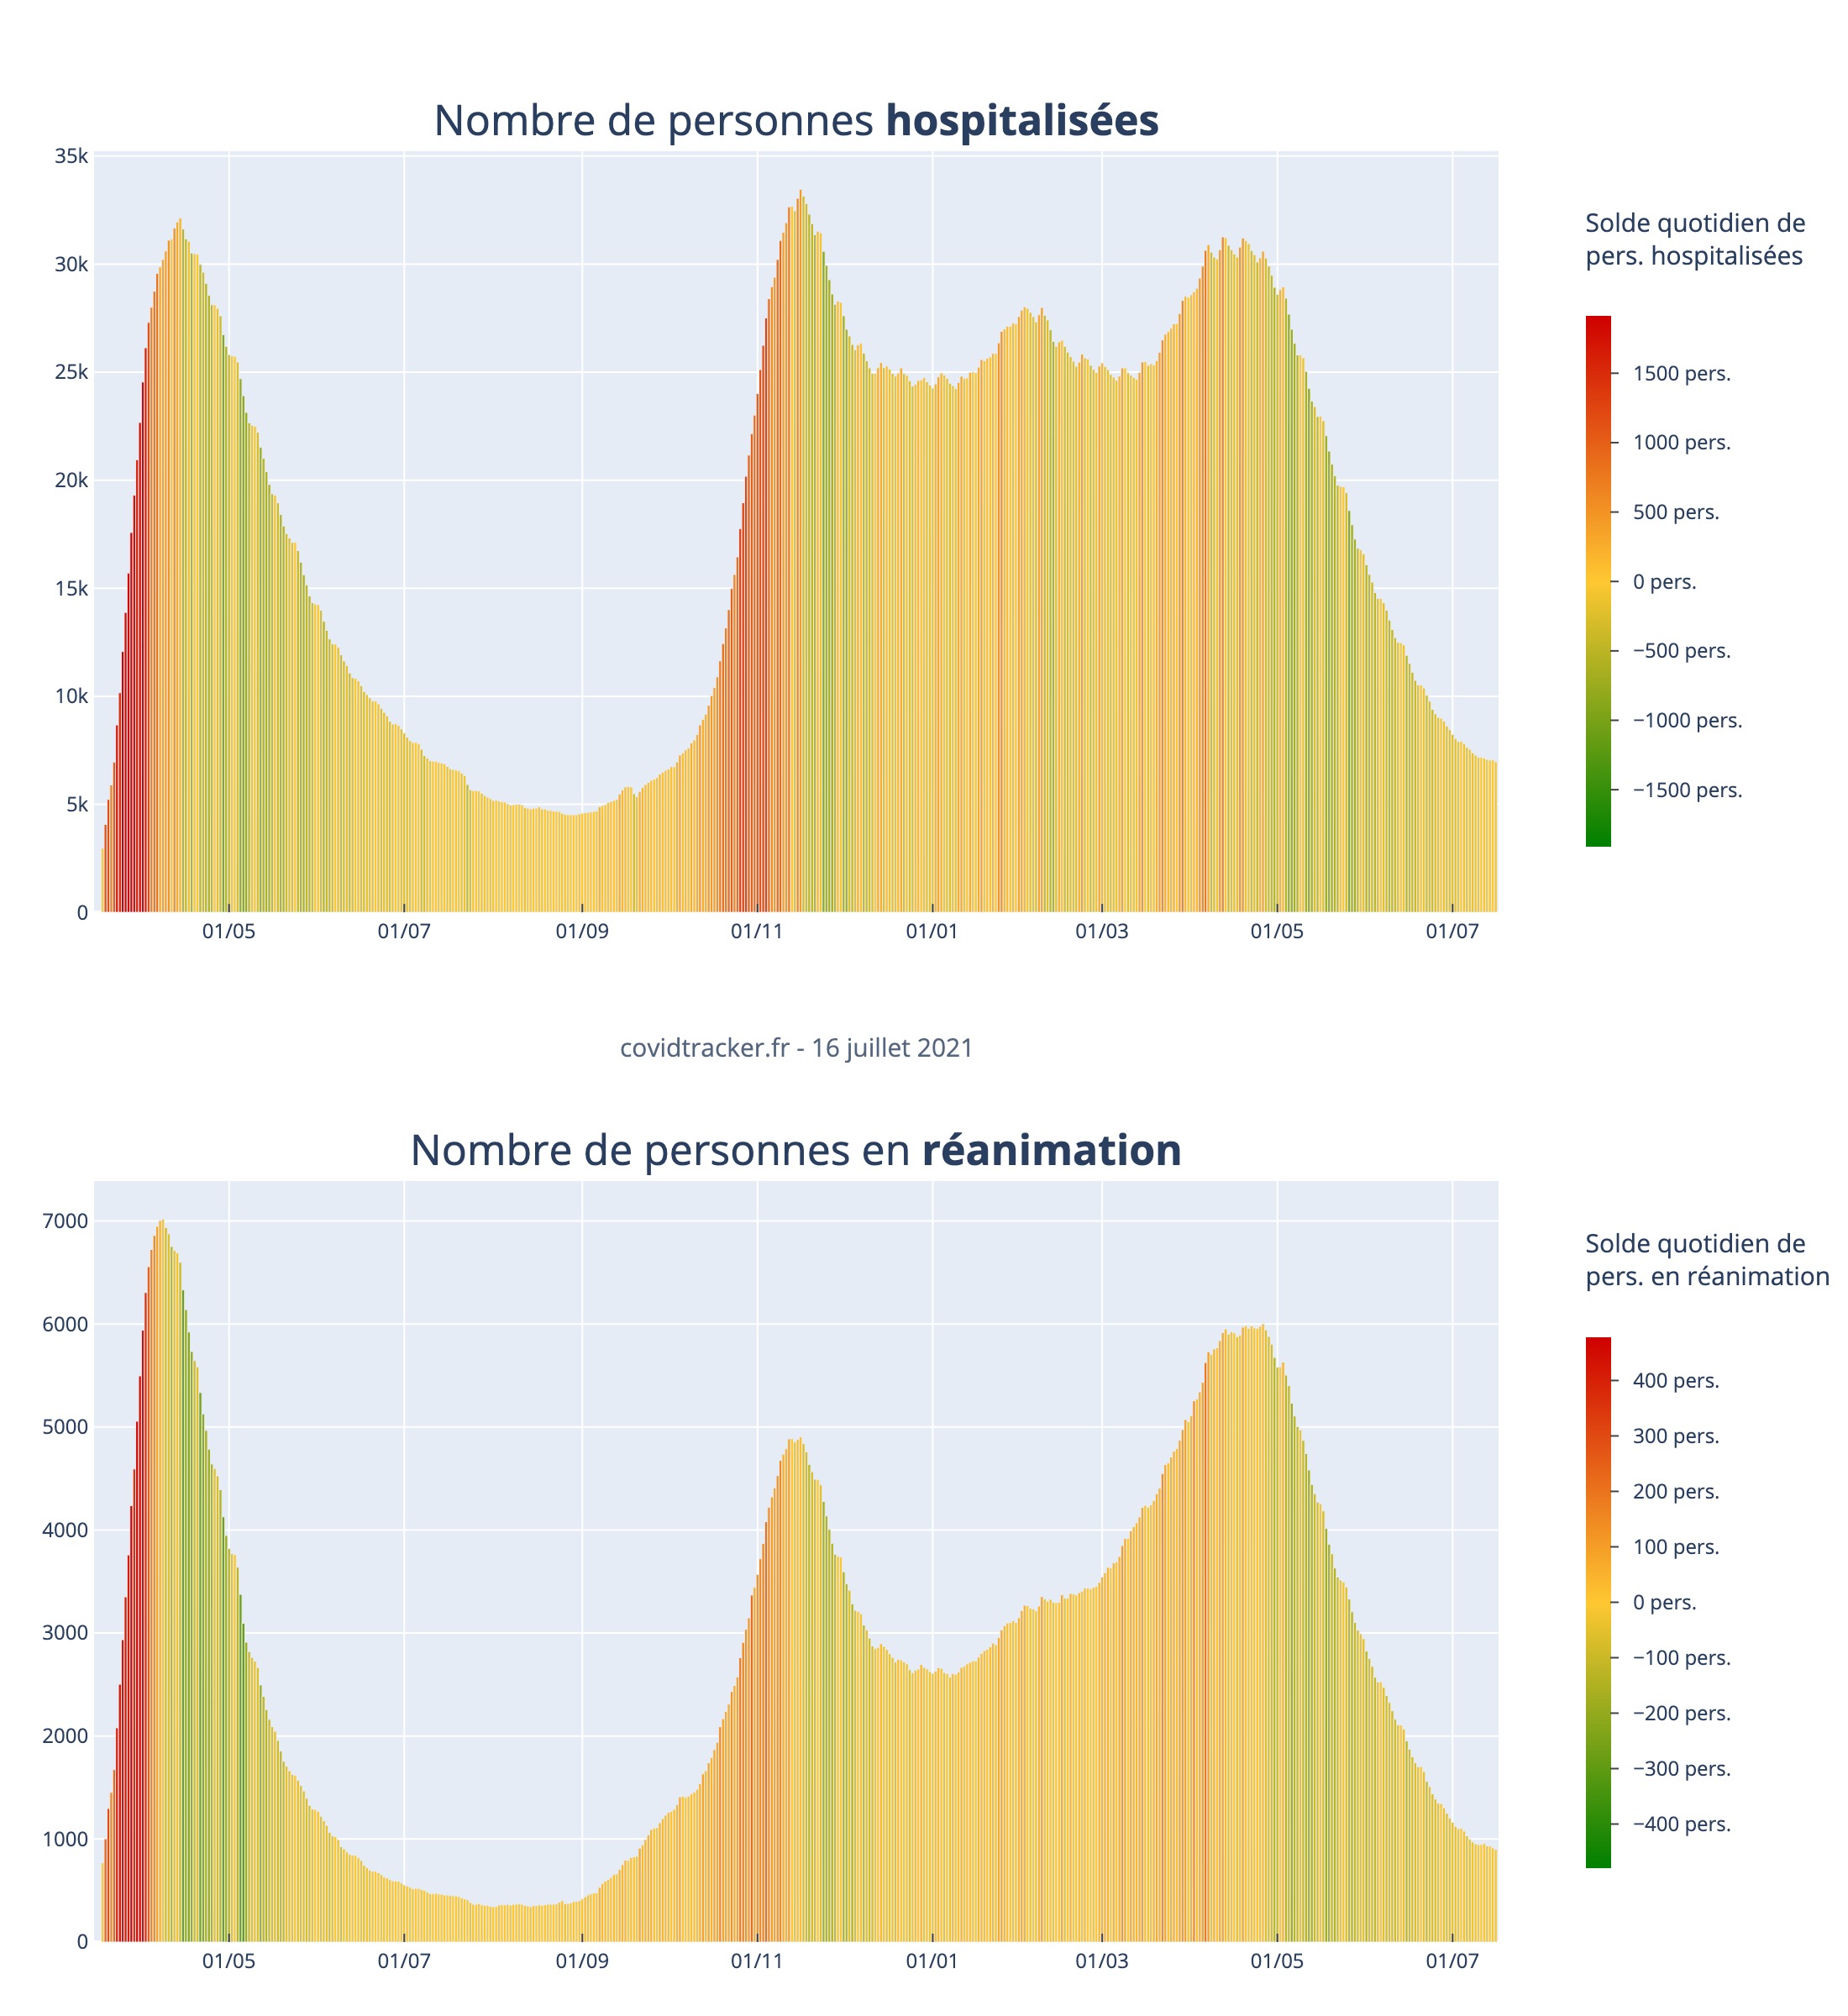 Nombre de personnes hospitalisées
35k
30k
25k
20k
15k
10k
5k
0
01/05 01/07 01/09 01/11 01/01 01/03 01/05 01/07
Solde quotidien de
pers. hospitalisées
1500 pers.
1000 pers.
500 pers.
0 pers.
−500 pers.
−1000 pers.
−1500 pers.
covidtracker.fr - 16 juillet 2021
Nombre de personnes en réanimation
7000
6000
5000
4000
3000
2000
1000
0
01/05 01/07 01/09 01/11 01/01 01/03 01/05 01/07
Solde quotidien de
pers. en réanimation
400 pers.
300 pers.
200 pers.
100 pers.
0 pers.
−100 pers.
−200 pers.
−300 pers.
−400 pers.